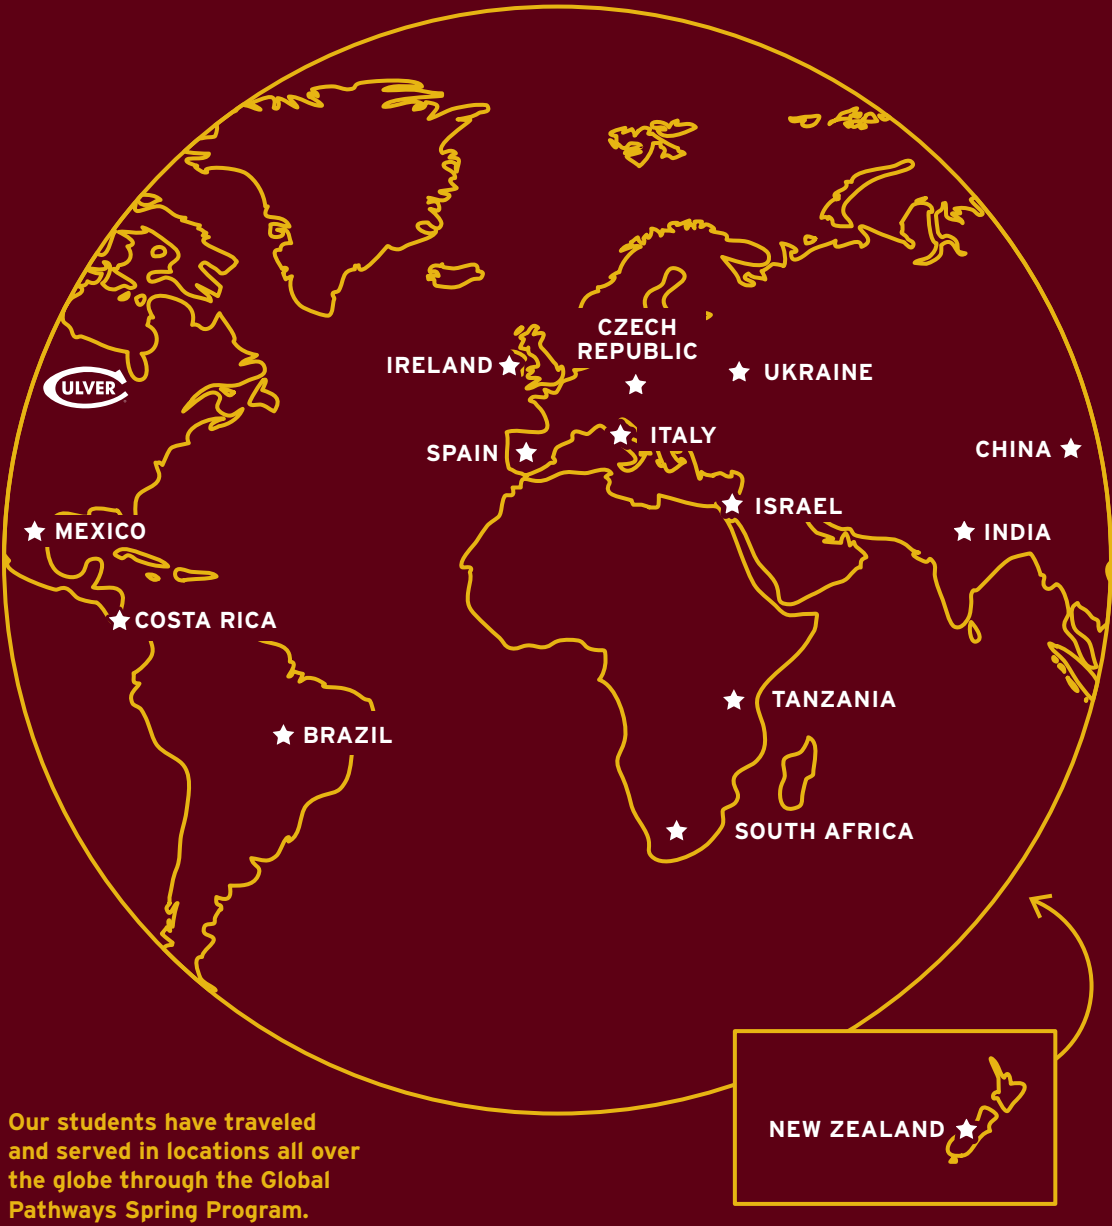 CZECH
REPUBLIC
IRELAND
UKRAINE
CULVER
ITALY
SPAIN
CHINA
ISRAEL
MEXICO
INDIA
COSTA RICA
TANZANIA
BRAZIL
SOUTH AFRICA
NEW ZEALAND
Our students have traveled
and served in locations all over
the globe through the Global
Pathways Spring Program.